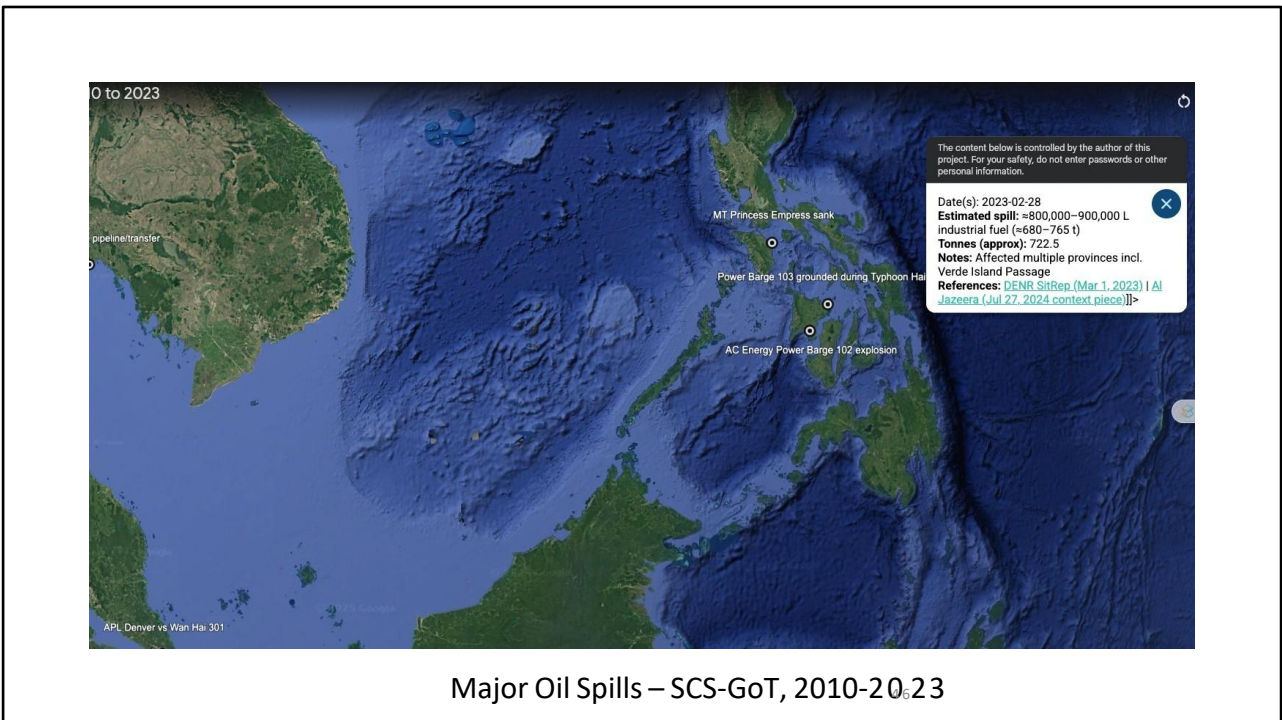 0 to 2023
The content below is controlled by the author of this
project. For your safety, do not enter passwords or other
personal information.
Date(s): 2023-02-28
Estimated spill: ≈800,000–900,000 L
industrial fuel (≈680–765 t)
Tonnes (approx): 722.5
Notes: Affected multiple provinces incl.
Verde Island Passage
References: DENR SitRep (Mar 1, 2023) | Al
Jazeera (Jul 27, 2024 context piece)]]>
MT Princess Empress sank
pipeline/transfer
Power Barge 103 grounded during Typhoon Hai
AC Energy Power Barge 102 explosion
APL Denver vs Wan Hai 301
Major Oil Spills – SCS-GoT, 2010-2023
46